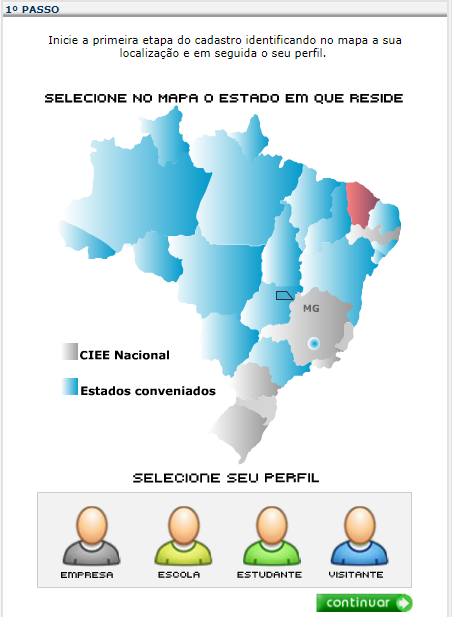 1º PASSO
Inicie a primeira etapa do cadastro identificando no mapa a sua
localização e em seguida o seu perfil.
SELECIONE NO MAPA O ESTADO EM QUE RESIDE
MG
CIEE Nacional
Estados conveniados
SELECIONE SEU PERFIL
EMPRESA ESCOLA ESTUDANTE VISITANTE
continuar